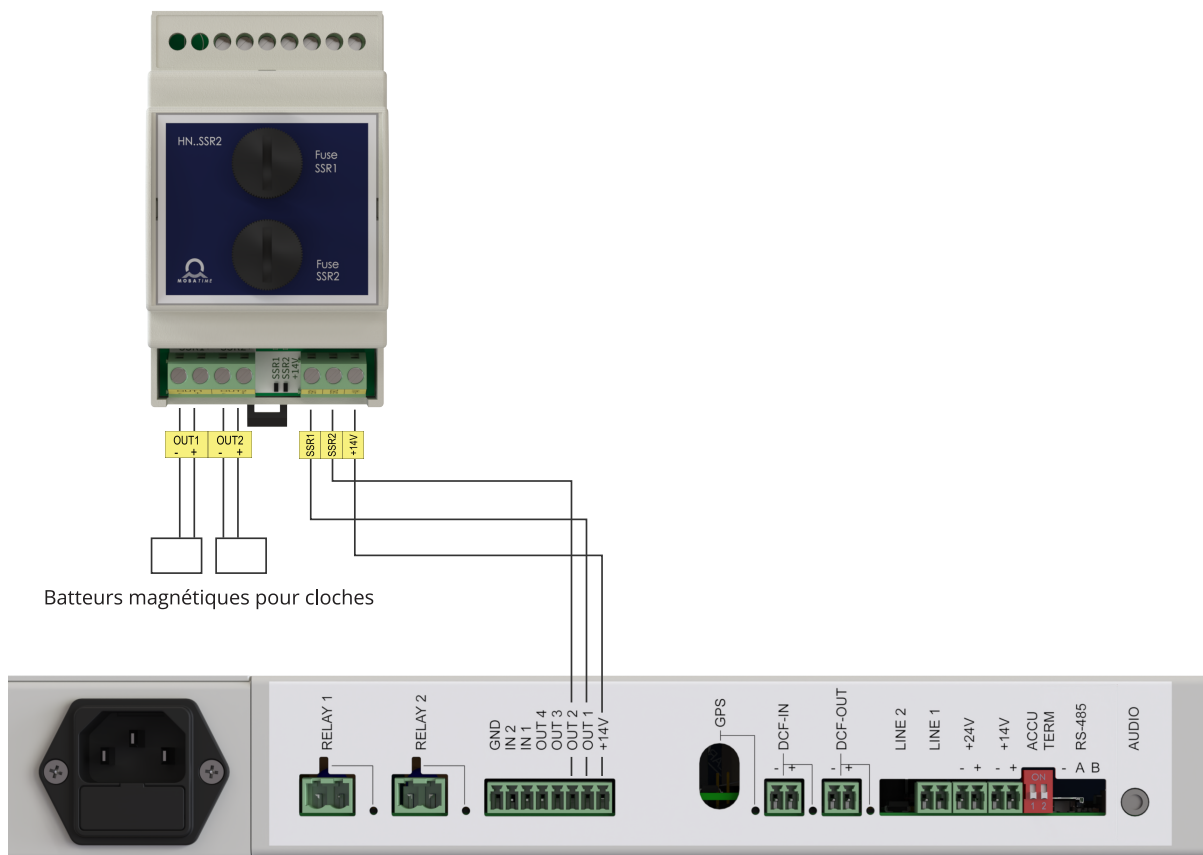 HN..SSR2
Fuse
SSR1
Fuse
SSR2
MOBATIME
SSR1
SSR2
+14V
OUT1
- +
OUT2
- +
SSR1
SSR2
+14V
Batteurs magnétiques pour cloches
RELAY 1
RELAY 2
GND
IN 2
IN 1
OUT 4
OUT 3
OUT 2
OUT 1
+14V
GPS
DCF-IN
- +
DCF-OUT
- +
LINE 2
LINE 1
+24V
- +
+14V
- +
ACCU
TERM
ON
1 2
RS-485
- A B
AUDIO